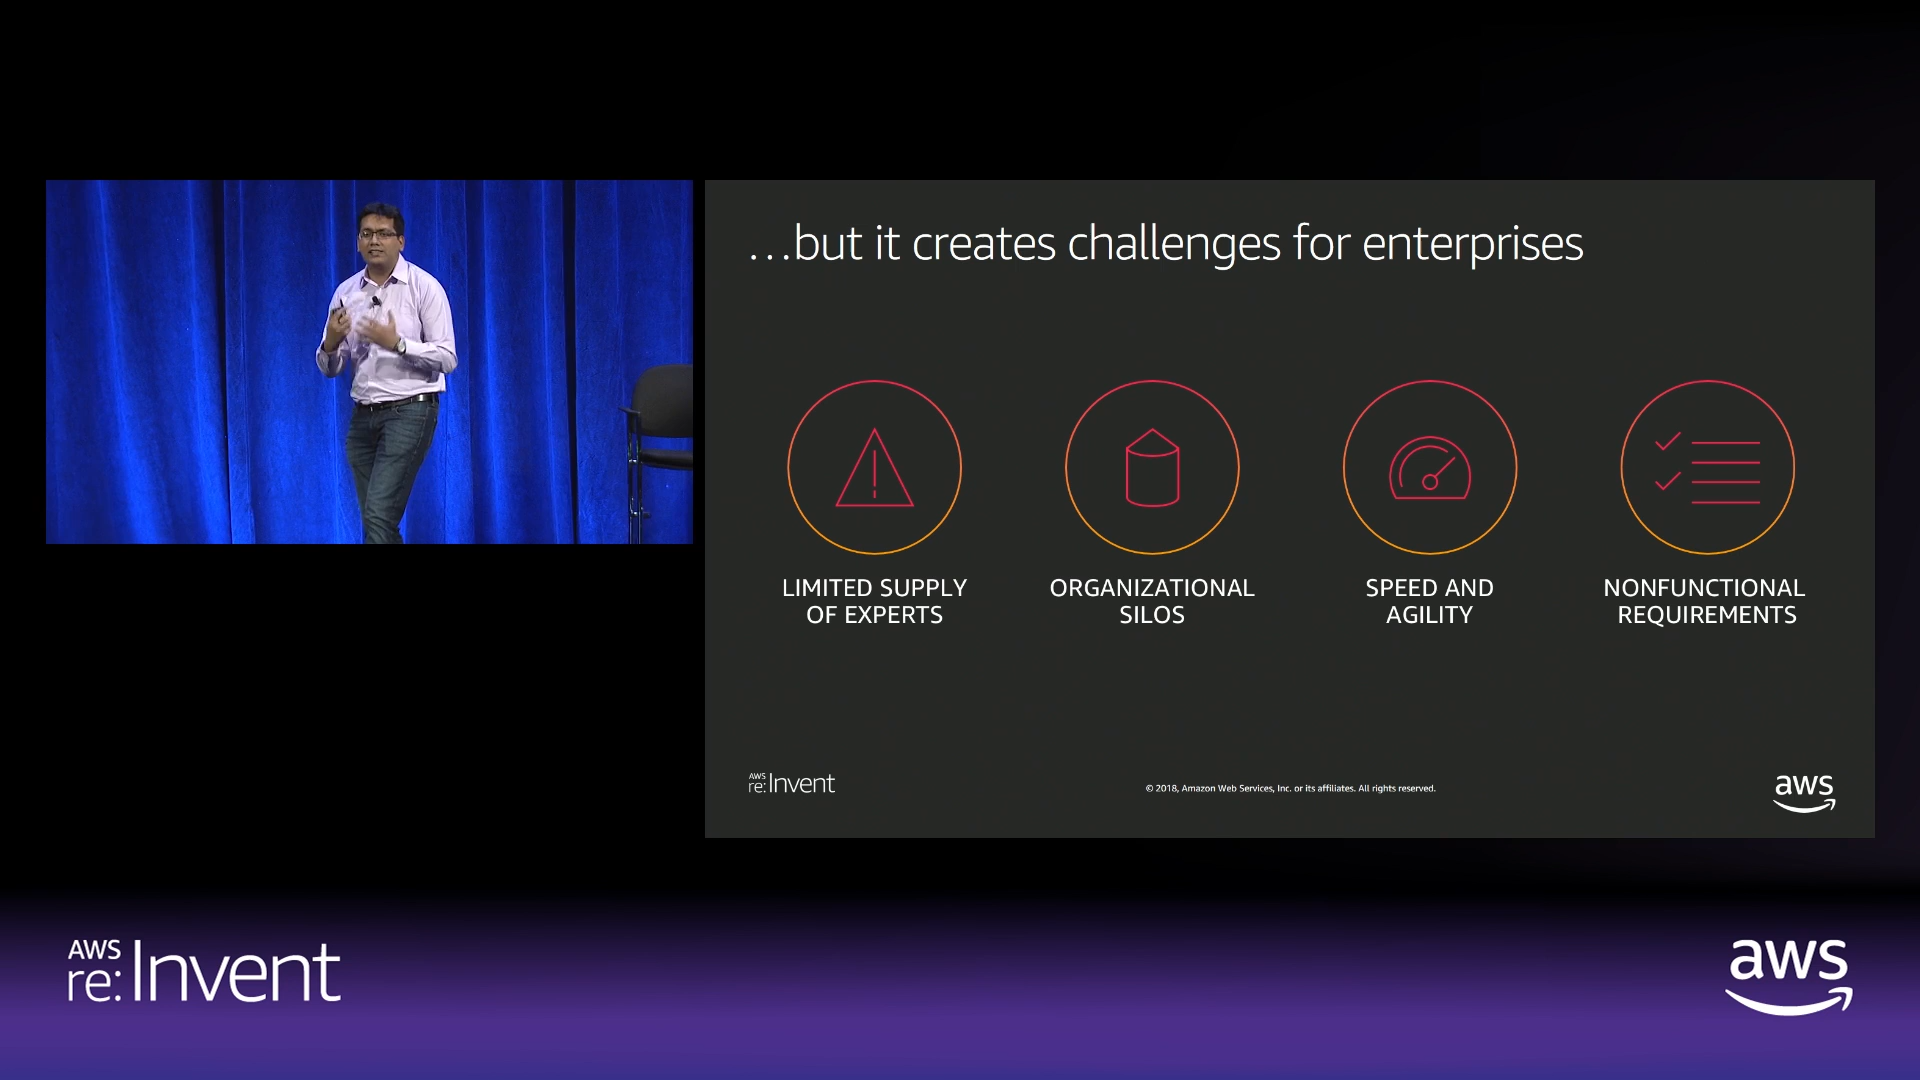 …but it creates challenges for enterprises
LIMITED SUPPLY
OF EXPERTS
ORGANIZATIONAL
SILOS
SPEED AND
AGILITY
NONFUNCTIONAL
REQUIREMENTS
AWS
re:Invent
© 2018, Amazon Web Services, Inc. or its affiliates. All rights reserved.
aws
AWS
re:Invent
aws